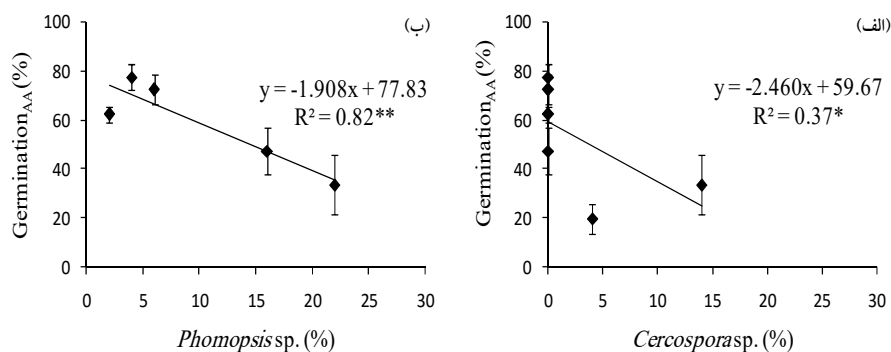 (ب)
Germination_AA (%)
100
80
60
40
20
0
y = -1.908x + 77.83
R² = 0.82**
0 5 10 15 20 25 30
Phomopsis sp. (%)
(الف)
Germination_AA (%)
100
80
60
40
20
0
y = -2.460x + 59.67
R² = 0.37*
0 5 10 15 20 25 30
Cercospora sp. (%)